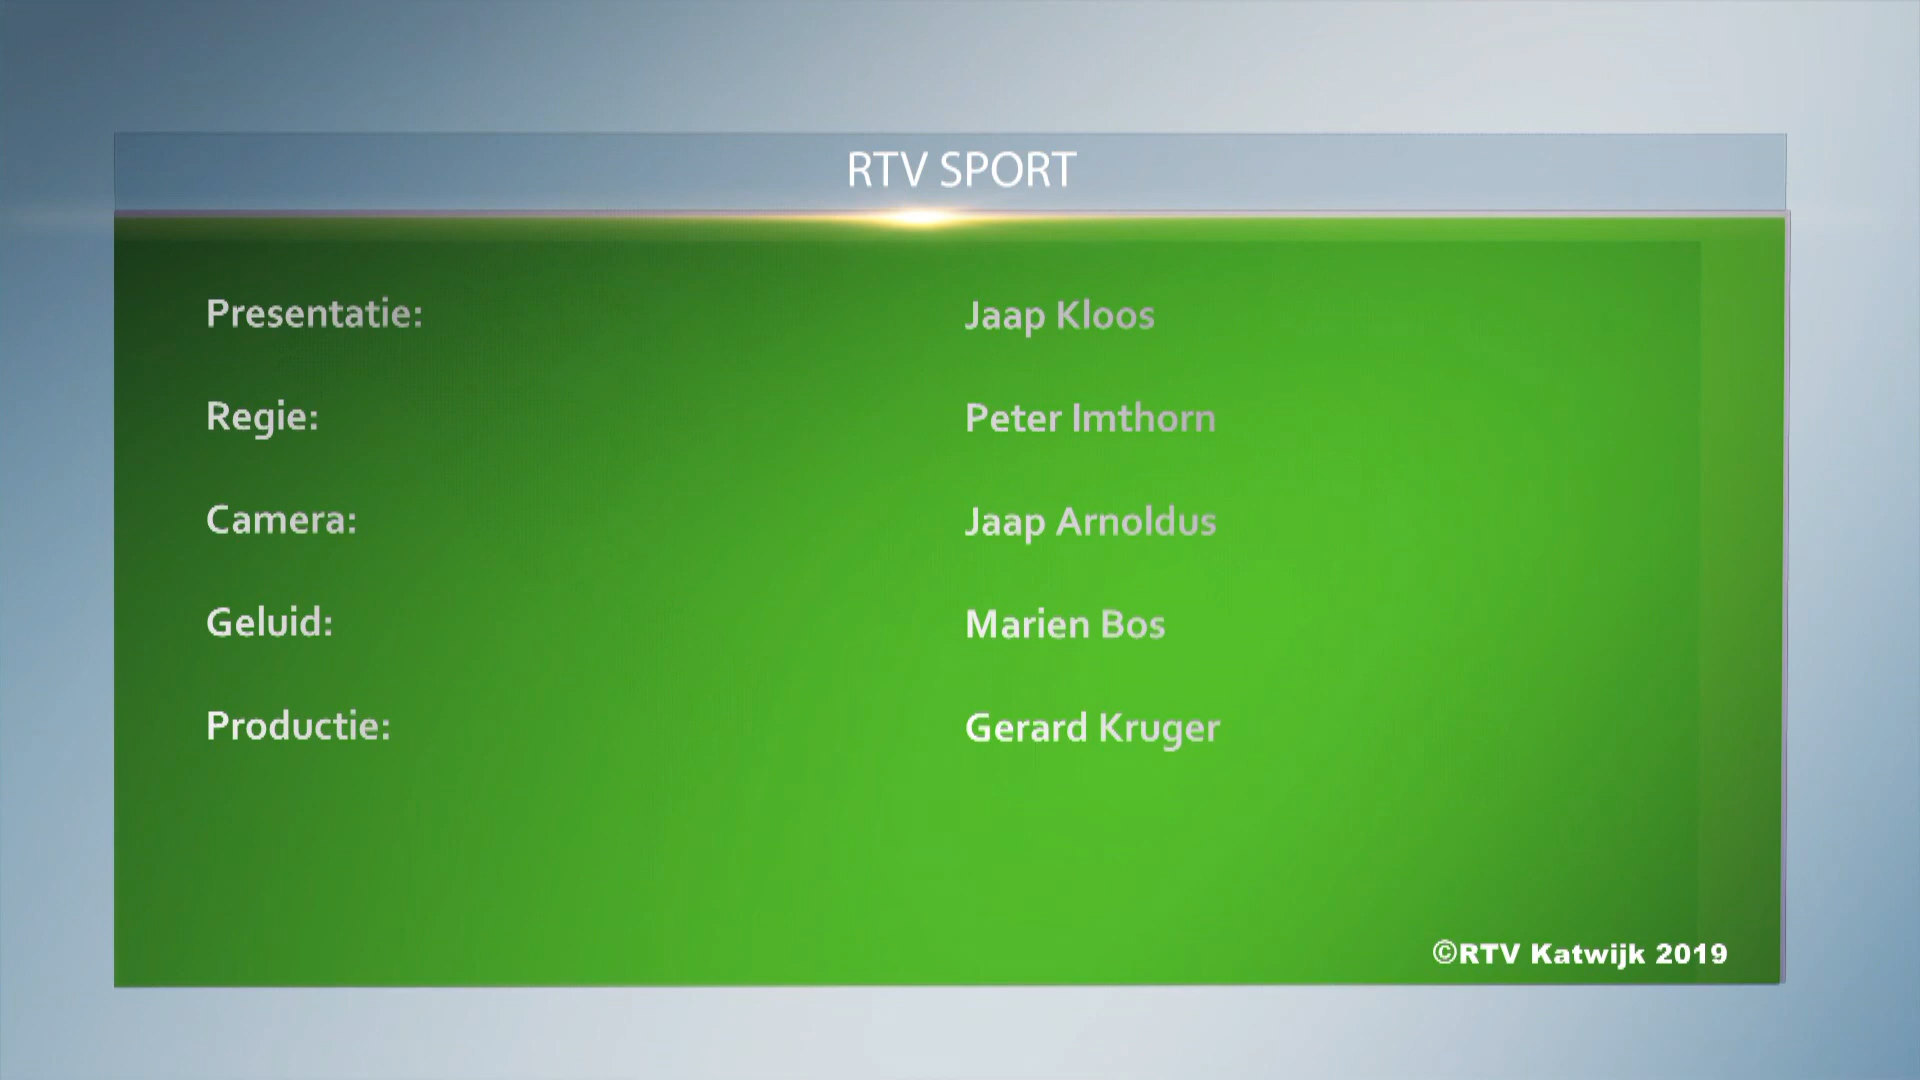 RTV SPORT
Presentatie: Jaap Kloos
Regie: Peter Imthorn
Camera: Jaap Arnoldus
Geluid: Marien Bos
Productie: Gerard Kruger
©RTV Katwijk 2019